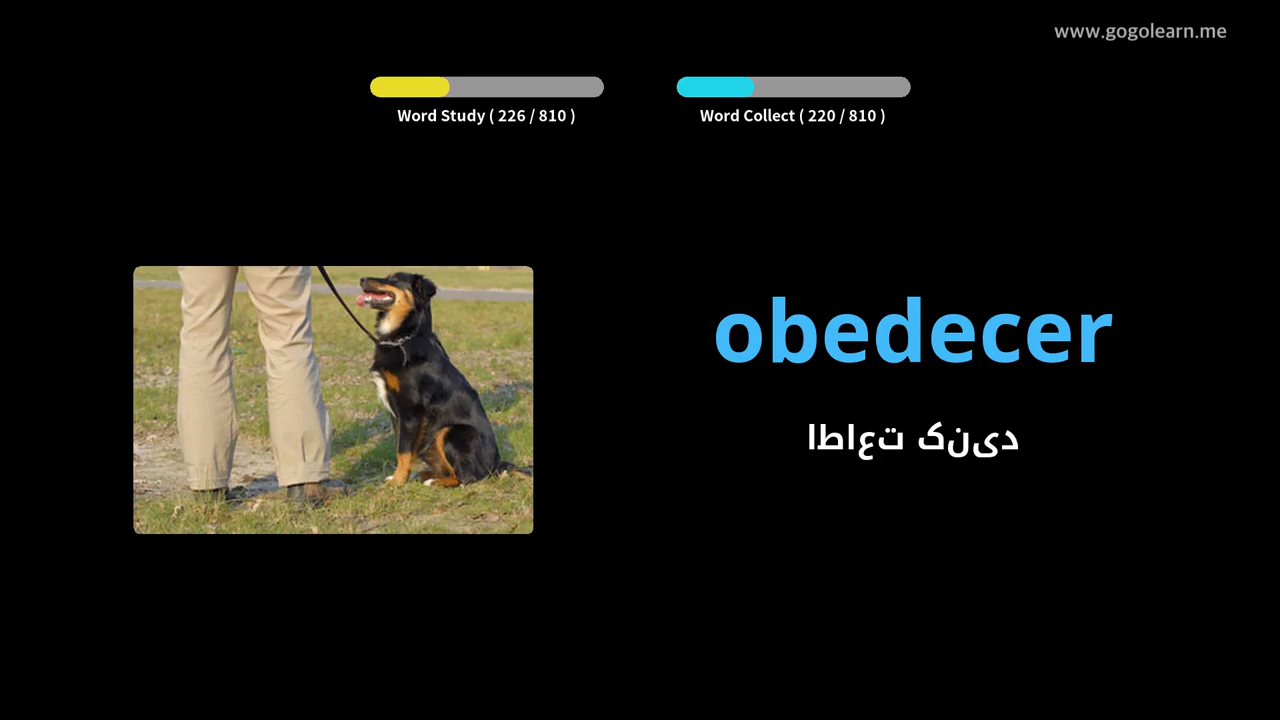 www.gogolearn.me
Word Study ( 226 / 810 )
Word Collect ( 220 / 810 )
obedecer
اطاعت کنید